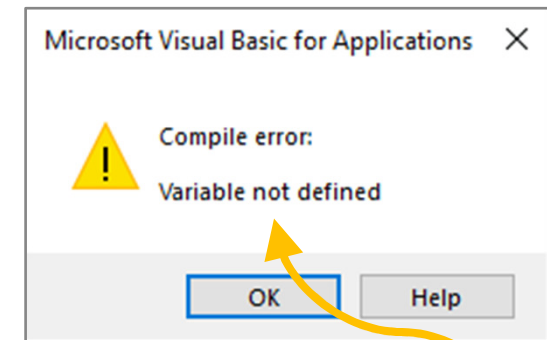 Microsoft Visual Basic for Applications
Compile error:
Variable not defined
OK Help